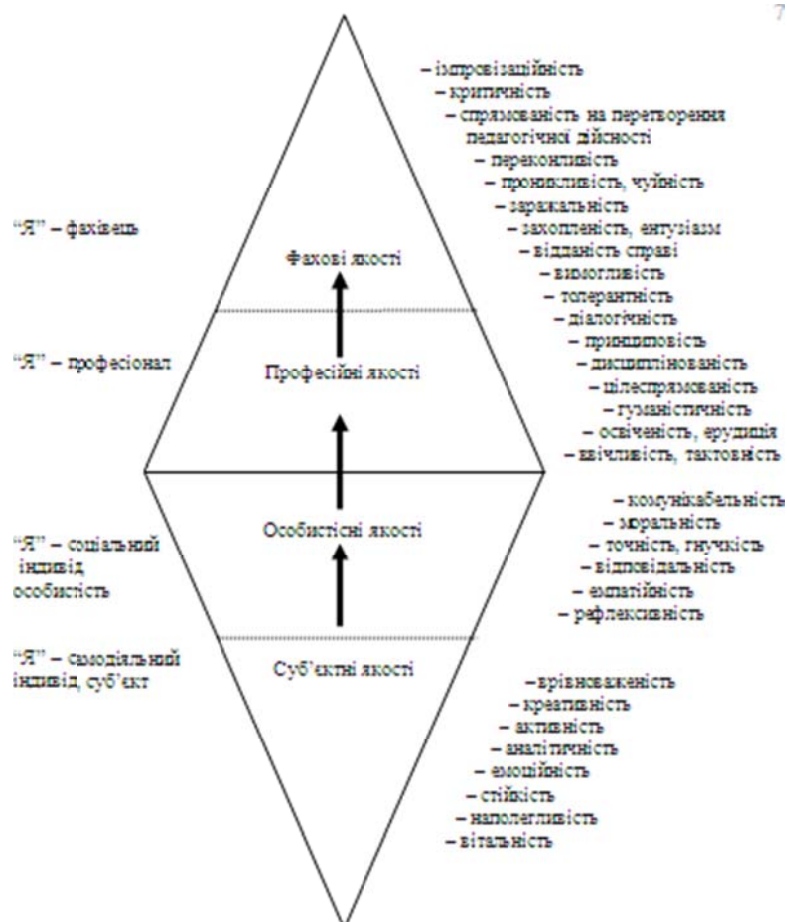 7
– імпровізаційність
– критичність
– спрямованість на перетворення
педагогічної дійсності
– переконливість
– проникливість, чуйність
– заражальність
– захопленість, ентузіазм
– відданість справі
– вимогливість
– толерантність
– діалогічність
– принциповість
– дисциплінованість
– цілеспрямованість
– гуманістичність
– освіченість, ерудиція
– ввічливість, тактовність
“Я” – фахівець
Фахові якості
“Я” – професіонал
Професійні якості
– комунікабельність
– моральність
– точність, гнучкість
– відповідальність
– емпатійність
– рефлексивність
“Я” – соціальний
індивід,
особистість
Особистісні якості
“Я” – самодіяльний
індивід, суб’єкт
Суб’єктні якості
– врівноваженість
– креативність
– активність
– аналітичність
– емоційність
– стійкість
– наполегливість
– вітальність